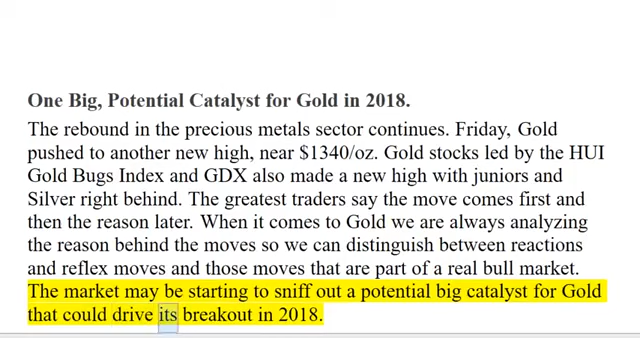 One Big, Potential Catalyst for Gold in 2018.
The rebound in the precious metals sector continues. Friday, Gold
pushed to another new high, near $1340/oz. Gold stocks led by the HUI
Gold Bugs Index and GDX also made a new high with juniors and
Silver right behind. The greatest traders say the move comes first and
then the reason later. When it comes to Gold we are always analyzing
the reason behind the moves so we can distinguish between reactions
and reflex moves and those moves that are part of a real bull market.
The market may be starting to sniff out a potential big catalyst for Gold
that could drive its breakout in 2018.